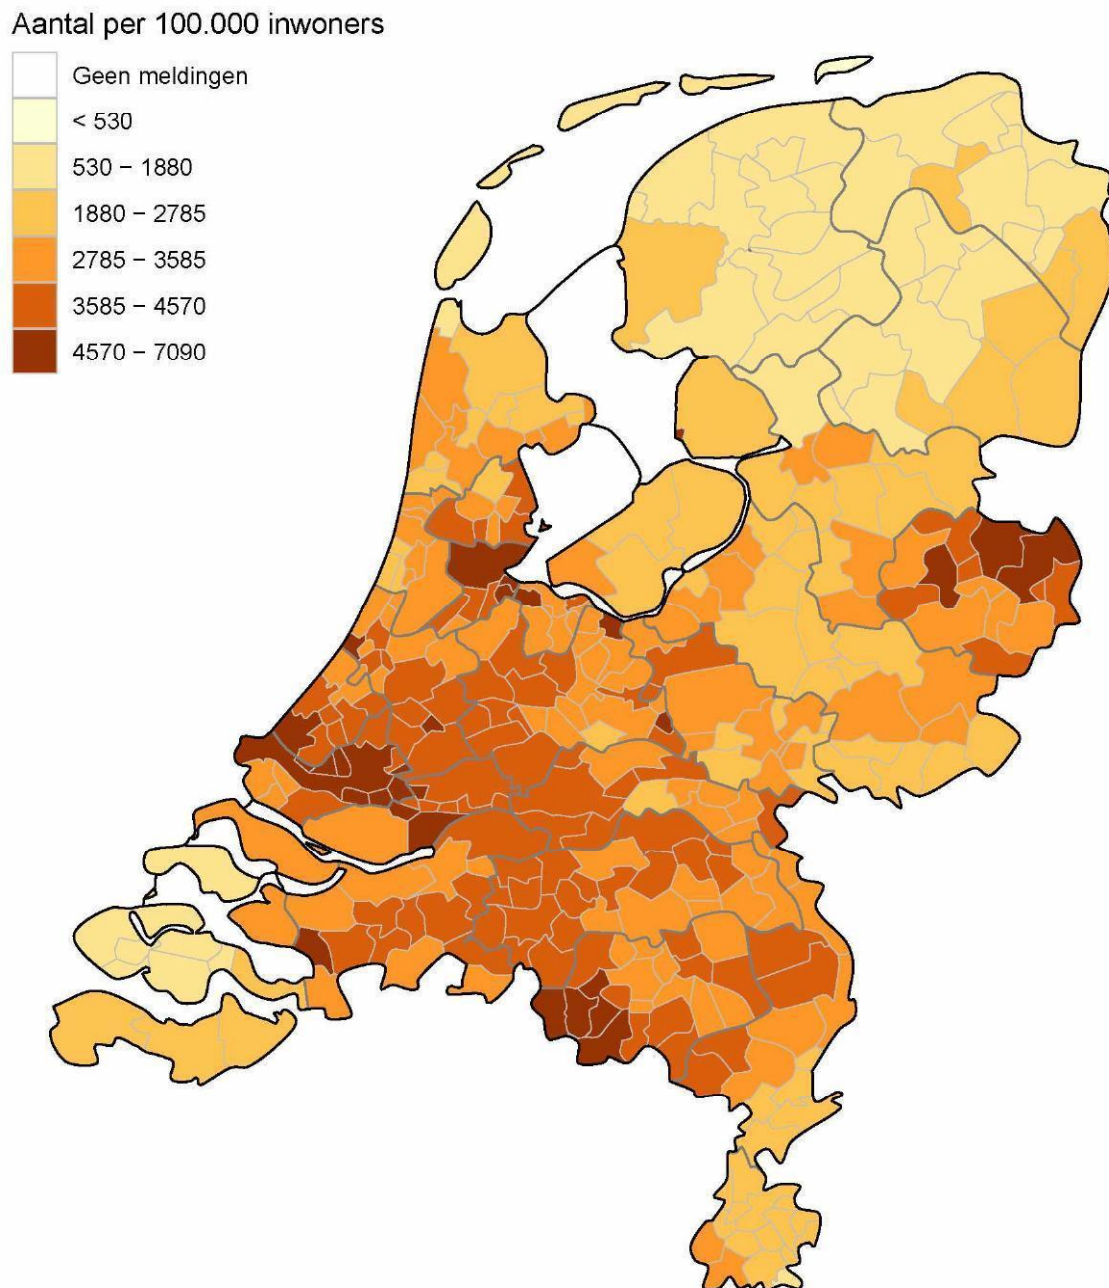 Aantal per 100.000 inwoners
Geen meldingen
< 530
530 – 1880
1880 – 2785
2785 – 3585
3585 – 4570
4570 – 7090